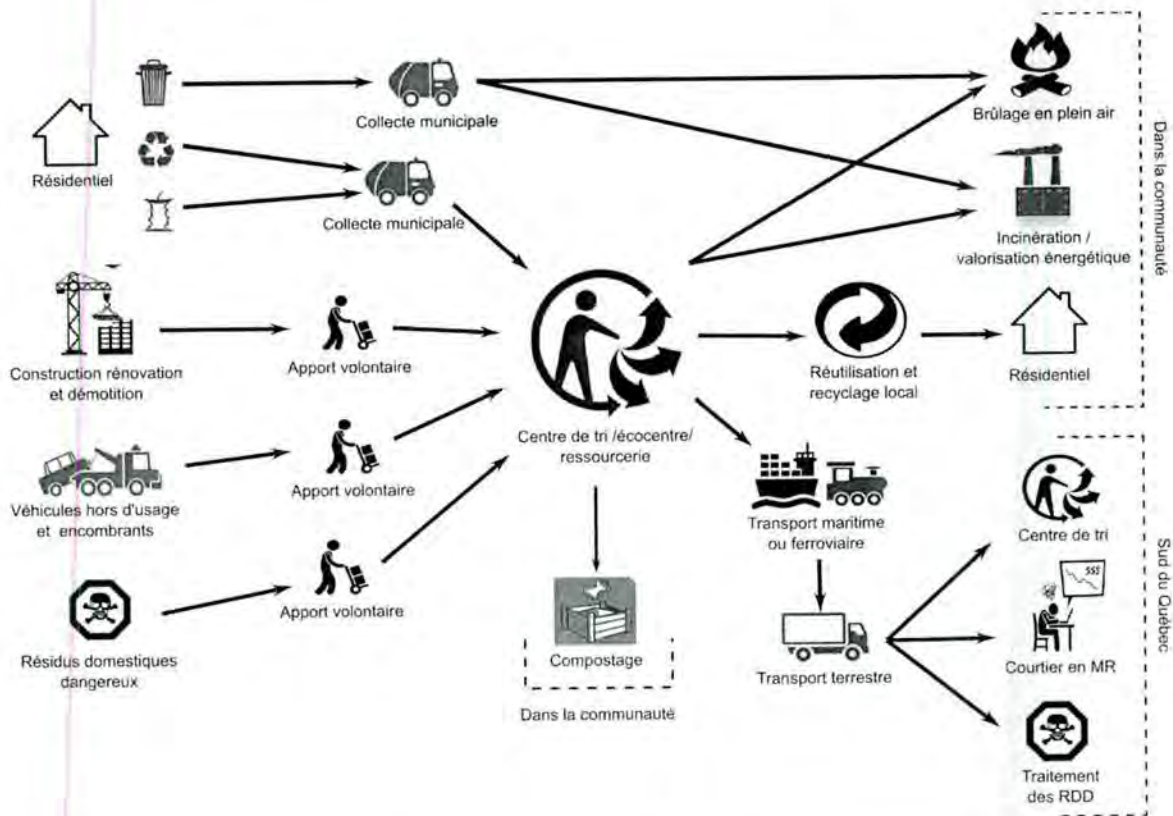 Résidentiel
Collecte municipale
Collecte municipale
Construction rénovation
et démolition
Apport volontaire
Véhicules hors d'usage
et encombrants
Apport volontaire
Résidus domestiques
dangereux
Apport volontaire
Centre de tri /écocentre/
ressourcerie
Compostage
Dans la communauté
Brûlage en plein air
Incinération /
valorisation énergétique
Réutilisation et
recyclage local
Résidentiel
Dans la communauté
Transport maritime
ou ferroviaire
Transport terrestre
Centre de tri
$$$
Courtier en MR
Traitement
des RDD
Sud du Québec